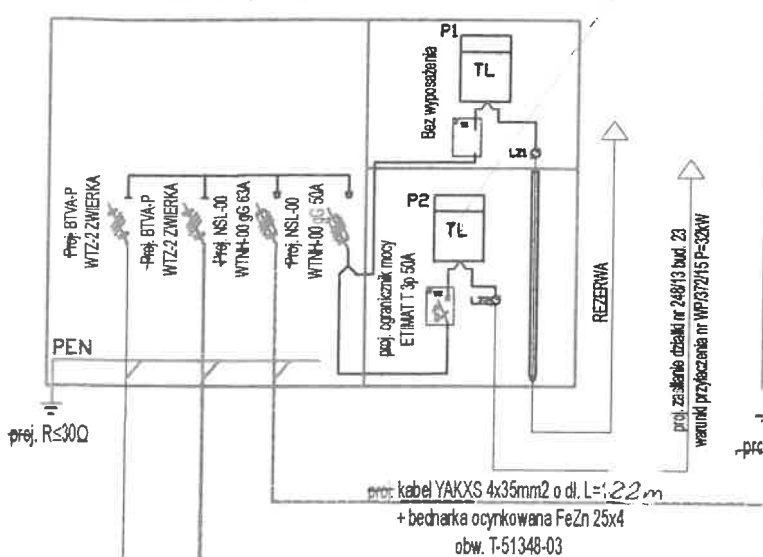 P1
TL
Bez wyposażenia
LZ1
P2
TL
LZ2
proj. ogranicznik mocy
ETIMAT T 3p 50A
Proj. BTVA-P
WTZ-2 ZWIERKA
Proj. BTVA-P
WTZ-2 ZWIERKA
Proj. NSL-00
WTNH-00 gG 63A
Proj. NSL-00
WTNH-00 gG 50A
PEN
proj. R≤30Ω
REZERWA
proj. zasilanie działki nr 248/13 bud. 23
warunki przyłączenia nr WP/372/15 P=32kW
proj. kabel YAKXS 4x35mm2 o dł. L=122m
+ bednarka ocynkowana FeZn 25x4
obw. T-51348-03